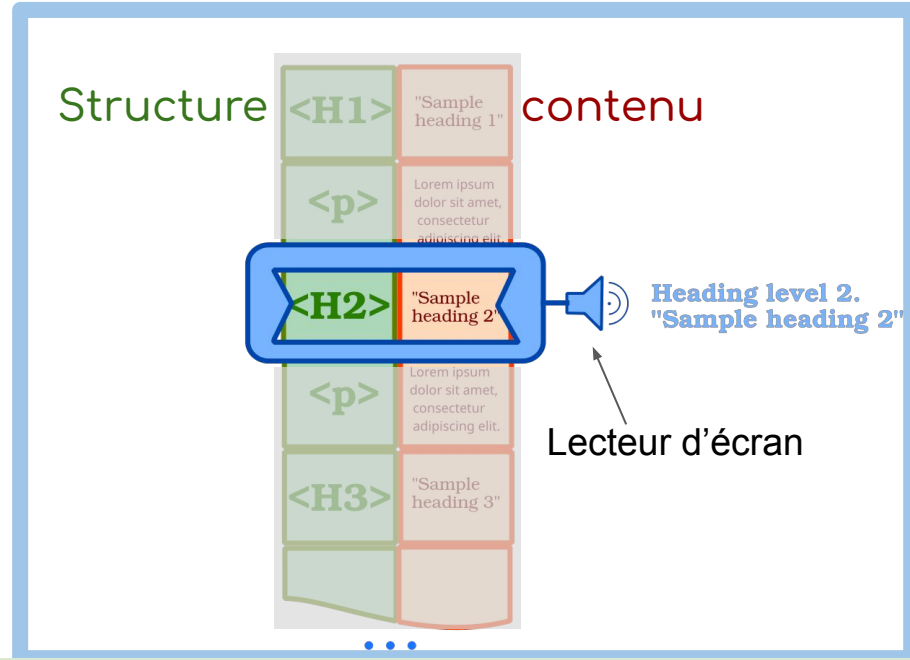 Structure
<H1>
"Sample
heading 1"
contenu
<p>
Lorem ipsum
dolor sit amet,
consectetur
adipiscing elit.
<H2>
"Sample
heading 2"
Heading level 2.
"Sample heading 2"
<p>
Lorem ipsum
dolor sit amet,
consectetur
adipiscing elit.
Lecteur d’écran
<H3>
"Sample
heading 3"
...